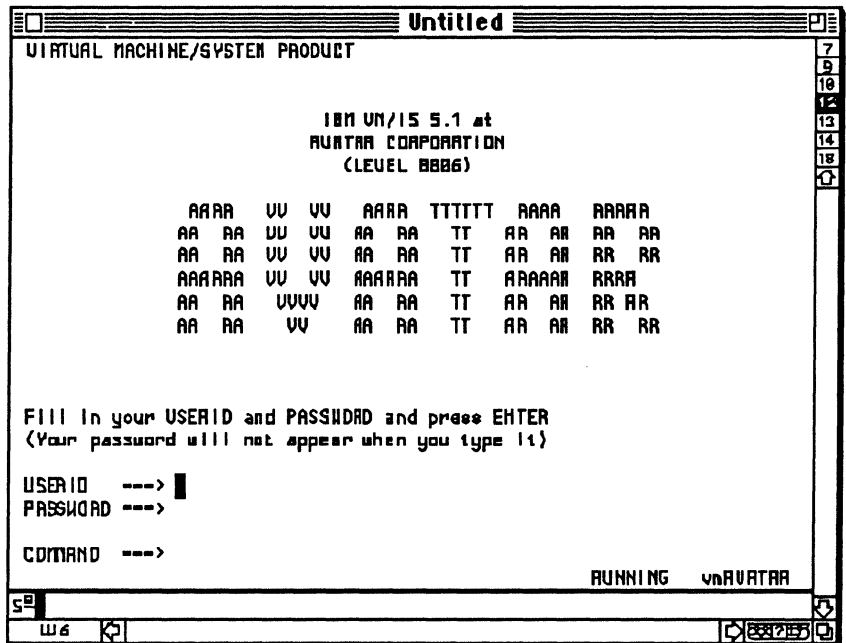 Untitled
VIRTUAL MACHINE/SYSTEM PRODUCT
7
9
10
12
13
14
18
IBM VM/IS 5.1 at
AVATAR CORPORATION
(LEVEL 8806)
AAAA VV VV AAAA TTTTTT AAAA RRRRR
AA AA VV VV AA AA TT AA AA RR RR
AA AA VV VV AA AA TT AA AA RR RR
AAAAAA VV VV AAAAAA TT AAAAAA RRRR
AA AA VVVV AA AA TT AA AA RR RR
AA AA VV AA AA TT AA AA RR RR
Fill in your USERID and PASSWORD and press ENTER
(Your password will not appear when you type it)
USERID --->
PASSWORD --->
COMMAND --->
RUNNING vmAVATAR